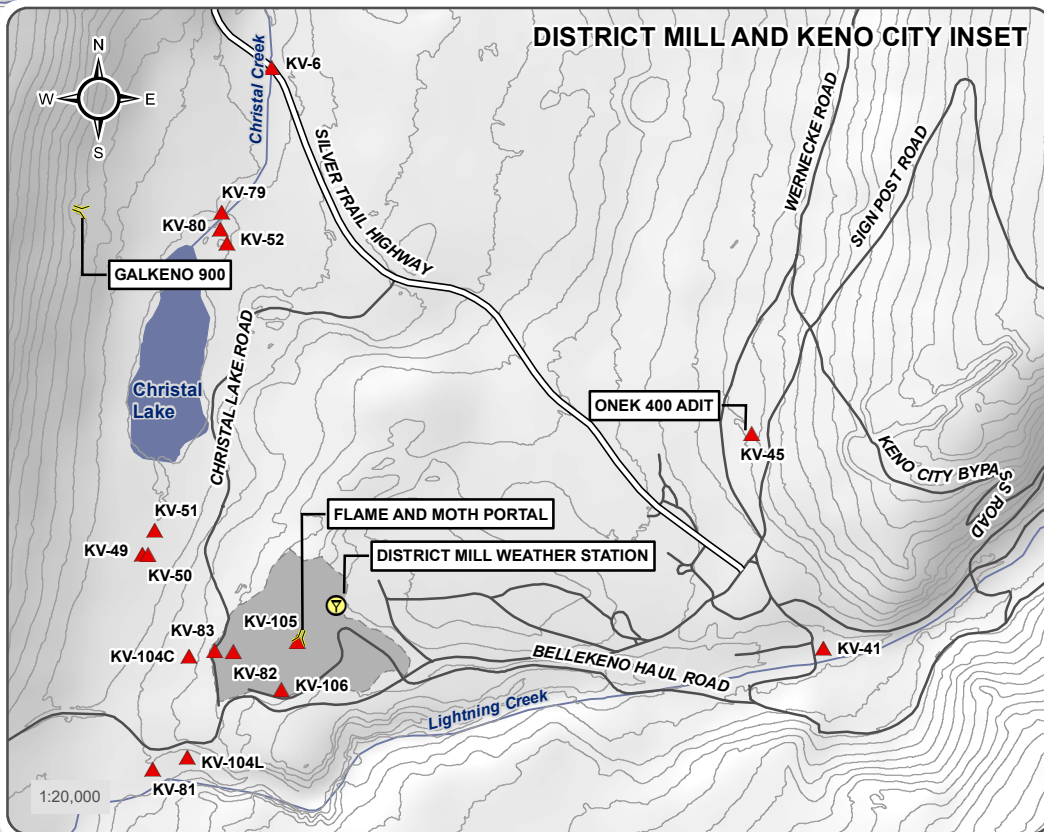 DISTRICT MILL AND KENO CITY INSET
N
W
E
S
Christal Creek
KV-6
SILVER TRAIL HIGHWAY
WERNECKE ROAD
SIGN POST ROAD
KV-79
KV-80
KV-52
GALKENO 900
CHRISTAL LAKE ROAD
Christal
Lake
ONEK 400 ADIT
KV-45
KENO CITY BYPASS ROAD
KV-51
FLAME AND MOTH PORTAL
KV-49
KV-50
DISTRICT MILL WEATHER STATION
KV-83
KV-105
KV-104C
KV-82
KV-106
BELLEKENO HAUL ROAD
KV-41
Lightning Creek
KV-104L
KV-81
1:20,000